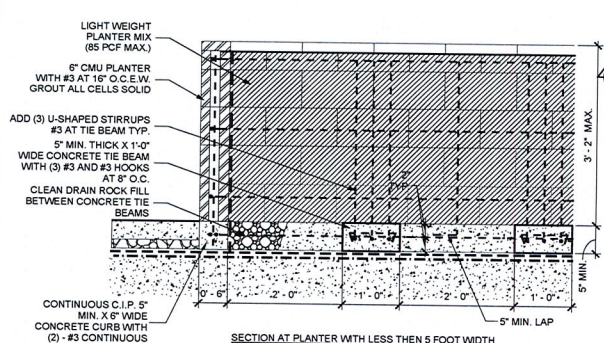 LIGHT WEIGHT
PLANTER MIX
(85 PCF MAX.)
6" CMU PLANTER
WITH #3 AT 16" O.C.E.W.
GROUT ALL CELLS SOLID
ADD (3) U-SHAPED STIRRUPS
#3 AT TIE BEAM TYP.
5" MIN. THICK X 1'-0"
WIDE CONCRETE TIE BEAM
WITH (3) #3 AND #3 HOOKS
AT 8" O.C.
CLEAN DRAIN ROCK FILL
BETWEEN CONCRETE TIE
BEAMS
CONTINUOUS C.I.P. 5"
MIN. X 6" WIDE
CONCRETE CURB WITH
(2) - #3 CONTINUOUS
2"
TYP.
3' - 2" MAX.
5" MIN.
0' - 6"
2' - 0"
1' - 0"
2' - 0"
1' - 0"
5" MIN. LAP
SECTION AT PLANTER WITH LESS THEN 5 FOOT WIDTH